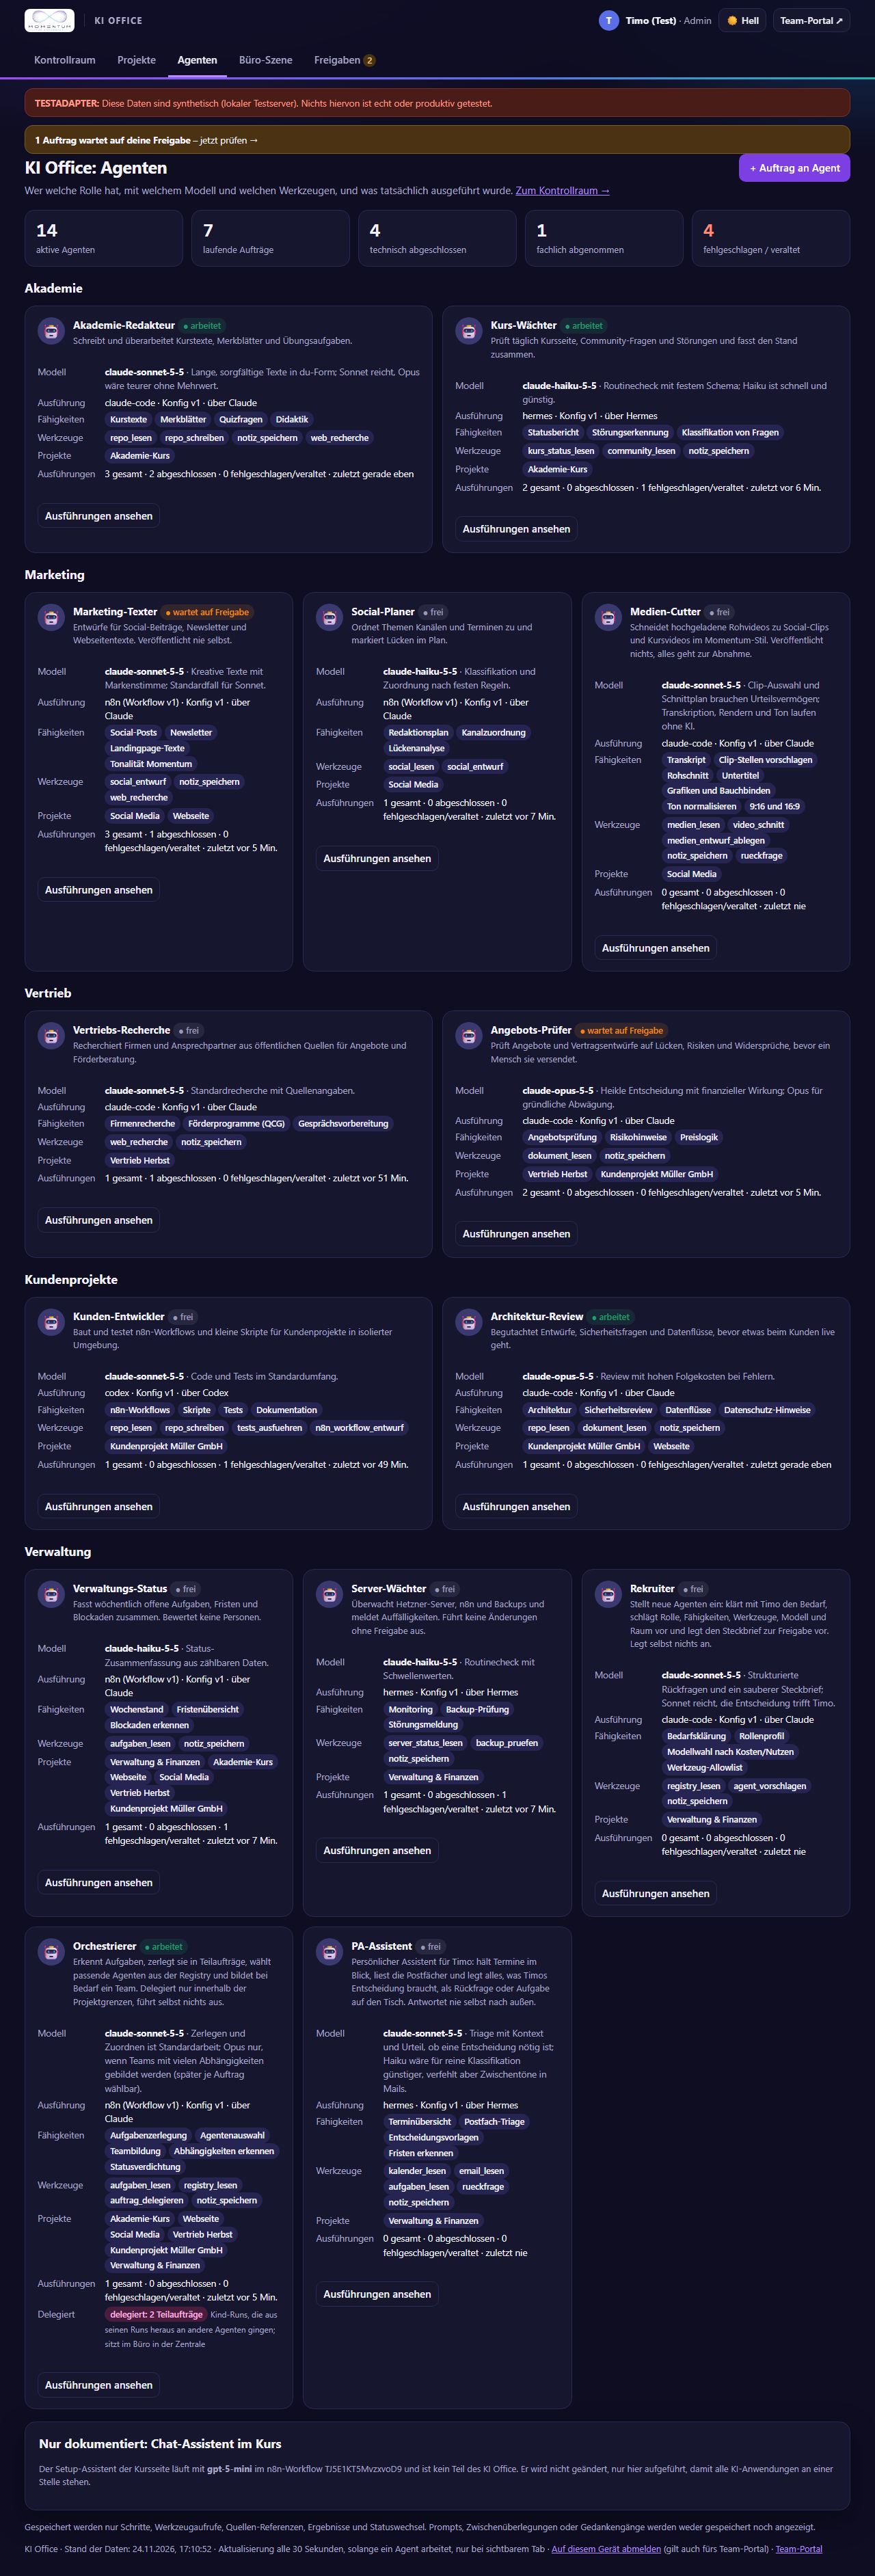 MOMENTUM
KI OFFICE
T Timo (Test) · Admin
Hell
Team-Portal ↗
Kontrollraum
Projekte
Agenten
Büro-Szene
Freigaben 2
TESTADAPTER: Diese Daten sind synthetisch (lokaler Testserver). Nichts hiervon ist echt oder produktiv getestet.
1 Auftrag wartet auf deine Freigabe – jetzt prüfen →
KI Office: Agenten
+ Auftrag an Agent
Wer welche Rolle hat, mit welchem Modell und welchen Werkzeugen, und was tatsächlich ausgeführt wurde. Zum Kontrollraum →
14
aktive Agenten
7
laufende Aufträge
4
technisch abgeschlossen
1
fachlich abgenommen
4
fehlgeschlagen / veraltet
Akademie
Akademie-Redakteur ● arbeitet
Schreibt und überarbeitet Kurstexte, Merkblätter und Übungsaufgaben.
Modell claude-sonnet-5-5 · Lange, sorgfältige Texte in du-Form; Sonnet reicht, Opus
wäre teurer ohne Mehrwert.
Ausführung claude-code · Konfig v1 · über Claude
Fähigkeiten Kurstexte Merkblätter Quizfragen Didaktik
Werkzeuge repo_lesen repo_schreiben notiz_speichern web_recherche
Projekte Akademie-Kurs
Ausführungen 3 gesamt · 2 abgeschlossen · 0 fehlgeschlagen/veraltet · zuletzt gerade eben
Ausführungen ansehen
Kurs-Wächter ● arbeitet
Prüft täglich Kursseite, Community-Fragen und Störungen und fasst den Stand
zusammen.
Modell claude-haiku-5-5 · Routinecheck mit festem Schema; Haiku ist schnell und
günstig.
Ausführung hermes · Konfig v1 · über Hermes
Fähigkeiten Statusbericht Störungserkennung Klassifikation von Fragen
Werkzeuge kurs_status_lesen community_lesen notiz_speichern
Projekte Akademie-Kurs
Ausführungen 2 gesamt · 0 abgeschlossen · 1 fehlgeschlagen/veraltet · zuletzt vor 6 Min.
Ausführungen ansehen
Marketing
Marketing-Texter ● wartet auf Freigabe
Entwürfe für Social-Beiträge, Newsletter und
Webseitentexte. Veröffentlicht nie selbst.
Modell claude-sonnet-5-5 · Kreative Texte mit
Markenstimme; Standardfall für Sonnet.
Ausführung n8n (Workflow v1) · Konfig v1 · über
Claude
Fähigkeiten Social-Posts Newsletter
Landingpage-Texte
Tonalität Momentum
Werkzeuge social_entwurf notiz_speichern
web_recherche
Projekte Social Media Webseite
Ausführungen 3 gesamt · 1 abgeschlossen · 0
fehlgeschlagen/veraltet · zuletzt vor 5 Min.
Ausführungen ansehen
Social-Planer ● frei
Ordnet Themen Kanälen und Terminen zu und
markiert Lücken im Plan.
Modell claude-haiku-5-5 · Klassifikation und
Zuordnung nach festen Regeln.
Ausführung n8n (Workflow v1) · Konfig v1 · über
Claude
Fähigkeiten Redaktionsplan Kanalzuordnung
Lückenanalyse
Werkzeuge social_lesen social_entwurf
Projekte Social Media
Ausführungen 1 gesamt · 0 abgeschlossen · 0
fehlgeschlagen/veraltet · zuletzt vor 7 Min.
Ausführungen ansehen
Medien-Cutter ● frei
Schneidet hochgeladene Rohvideos zu Social-Clips
und Kursvideos im Momentum-Stil. Veröffentlicht
nichts, alles geht zur Abnahme.
Modell claude-sonnet-5-5 · Clip-Auswahl und
Schnittplan brauchen Urteilsvermögen;
Transkription, Rendern und Ton laufen
ohne KI.
Ausführung claude-code · Konfig v1 · über Claude
Fähigkeiten Transkript Clip-Stellen vorschlagen
Rohschnitt Untertitel
Grafiken und Bauchbinden
Ton normalisieren 9:16 und 16:9
Werkzeuge medien_lesen video_schnitt
medien_entwurf_ablegen
notiz_speichern rueckfrage
Projekte Social Media
Ausführungen 0 gesamt · 0 abgeschlossen · 0
fehlgeschlagen/veraltet · zuletzt nie
Ausführungen ansehen
Vertrieb
Vertriebs-Recherche ● frei
Recherchiert Firmen und Ansprechpartner aus öffentlichen Quellen für Angebote und
Förderberatung.
Modell claude-sonnet-5-5 · Standardrecherche mit Quellenangaben.
Ausführung claude-code · Konfig v1 · über Claude
Fähigkeiten Firmenrecherche Förderprogramme (QCG) Gesprächsvorbereitung
Werkzeuge web_recherche notiz_speichern
Projekte Vertrieb Herbst
Ausführungen 1 gesamt · 1 abgeschlossen · 0 fehlgeschlagen/veraltet · zuletzt vor 51 Min.
Ausführungen ansehen
Angebots-Prüfer ● wartet auf Freigabe
Prüft Angebote und Vertragsentwürfe auf Lücken, Risiken und Widersprüche, bevor ein
Mensch sie versendet.
Modell claude-opus-5-5 · Heikle Entscheidung mit finanzieller Wirkung; Opus für
gründliche Abwägung.
Ausführung claude-code · Konfig v1 · über Claude
Fähigkeiten Angebotsprüfung Risikohinweise Preislogik
Werkzeuge dokument_lesen notiz_speichern
Projekte Vertrieb Herbst Kundenprojekt Müller GmbH
Ausführungen 2 gesamt · 0 abgeschlossen · 0 fehlgeschlagen/veraltet · zuletzt vor 5 Min.
Ausführungen ansehen
Kundenprojekte
Kunden-Entwickler ● frei
Baut und testet n8n-Workflows und kleine Skripte für Kundenprojekte in isolierter
Umgebung.
Modell claude-sonnet-5-5 · Code und Tests im Standardumfang.
Ausführung codex · Konfig v1 · über Codex
Fähigkeiten n8n-Workflows Skripte Tests Dokumentation
Werkzeuge repo_lesen repo_schreiben tests_ausfuehren n8n_workflow_entwurf
Projekte Kundenprojekt Müller GmbH
Ausführungen 1 gesamt · 0 abgeschlossen · 1 fehlgeschlagen/veraltet · zuletzt vor 49 Min.
Ausführungen ansehen
Architektur-Review ● arbeitet
Begutachtet Entwürfe, Sicherheitsfragen und Datenflüsse, bevor etwas beim Kunden live
geht.
Modell claude-opus-5-5 · Review mit hohen Folgekosten bei Fehlern.
Ausführung claude-code · Konfig v1 · über Claude
Fähigkeiten Architektur Sicherheitsreview Datenflüsse Datenschutz-Hinweise
Werkzeuge repo_lesen dokument_lesen notiz_speichern
Projekte Kundenprojekt Müller GmbH Webseite
Ausführungen 1 gesamt · 0 abgeschlossen · 0 fehlgeschlagen/veraltet · zuletzt gerade eben
Ausführungen ansehen
Verwaltung
Verwaltungs-Status ● frei
Fasst wöchentlich offene Aufgaben, Fristen und
Blockaden zusammen. Bewertet keine Personen.
Modell claude-haiku-5-5 · Status-
Zusammenfassung aus zählbaren Daten.
Ausführung n8n (Workflow v1) · Konfig v1 · über
Claude
Fähigkeiten Wochenstand Fristenübersicht
Blockaden erkennen
Werkzeuge aufgaben_lesen notiz_speichern
Projekte Verwaltung & Finanzen Akademie-Kurs
Webseite Social Media
Vertrieb Herbst
Kundenprojekt Müller GmbH
Ausführungen 1 gesamt · 0 abgeschlossen · 1
fehlgeschlagen/veraltet · zuletzt vor 7 Min.
Ausführungen ansehen
Server-Wächter ● frei
Überwacht Hetzner-Server, n8n und Backups und
meldet Auffälligkeiten. Führt keine Änderungen
ohne Freigabe aus.
Modell claude-haiku-5-5 · Routinecheck mit
Schwellenwerten.
Ausführung hermes · Konfig v1 · über Hermes
Fähigkeiten Monitoring Backup-Prüfung
Störungsmeldung
Werkzeuge server_status_lesen backup_pruefen
notiz_speichern
Projekte Verwaltung & Finanzen
Ausführungen 1 gesamt · 0 abgeschlossen · 1
fehlgeschlagen/veraltet · zuletzt vor 7 Min.
Ausführungen ansehen
Rekruiter ● frei
Stellt neue Agenten ein: klärt mit Timo den Bedarf,
schlägt Rolle, Fähigkeiten, Werkzeuge, Modell und
Raum vor und legt den Steckbrief zur Freigabe vor.
Legt selbst nichts an.
Modell claude-sonnet-5-5 · Strukturierte
Rückfragen und ein sauberer Steckbrief;
Sonnet reicht, die Entscheidung trifft Timo.
Ausführung claude-code · Konfig v1 · über Claude
Fähigkeiten Bedarfsklärung Rollenprofil
Modellwahl nach Kosten/Nutzen
Werkzeug-Allowlist
Werkzeuge registry_lesen agent_vorschlagen
notiz_speichern
Projekte Verwaltung & Finanzen
Ausführungen 0 gesamt · 0 abgeschlossen · 0
fehlgeschlagen/veraltet · zuletzt nie
Ausführungen ansehen
Orchestrierer ● arbeitet
Erkennt Aufgaben, zerlegt sie in Teilaufträge, wählt
passende Agenten aus der Registry und bildet bei
Bedarf ein Team. Delegiert nur innerhalb der
Projektgrenzen, führt selbst nichts aus.
Modell claude-sonnet-5-5 · Zerlegen und
Zuordnen ist Standardarbeit; Opus nur,
wenn Teams mit vielen Abhängigkeiten
gebildet werden (später je Auftrag
wählbar).
Ausführung n8n (Workflow v1) · Konfig v1 · über
Claude
Fähigkeiten Aufgabenzerlegung Agentenauswahl
Teambildung Abhängigkeiten erkennen
Statusverdichtung
Werkzeuge aufgaben_lesen registry_lesen
auftrag_delegieren notiz_speichern
Projekte Akademie-Kurs Webseite
Social Media Vertrieb Herbst
Kundenprojekt Müller GmbH
Verwaltung & Finanzen
Ausführungen 1 gesamt · 0 abgeschlossen · 0
fehlgeschlagen/veraltet · zuletzt vor 5 Min.
Delegiert delegiert: 2 Teilaufträge Kind-Runs, die aus
seinen Runs heraus an andere Agenten gingen;
sitzt im Büro in der Zentrale
Ausführungen ansehen
PA-Assistent ● frei
Persönlicher Assistent für Timo: hält Termine im
Blick, liest die Postfächer und legt alles, was Timos
Entscheidung braucht, als Rückfrage oder Aufgabe
auf den Tisch. Antwortet nie selbst nach außen.
Modell claude-sonnet-5-5 · Triage mit Kontext
und Urteil, ob eine Entscheidung nötig ist;
Haiku wäre für reine Klassifikation
günstiger, verfehlt aber Zwischentöne in
Mails.
Ausführung hermes · Konfig v1 · über Hermes
Fähigkeiten Terminübersicht Postfach-Triage
Entscheidungsvorlagen
Fristen erkennen
Werkzeuge kalender_lesen email_lesen
aufgaben_lesen rueckfrage
notiz_speichern
Projekte Verwaltung & Finanzen
Ausführungen 0 gesamt · 0 abgeschlossen · 0
fehlgeschlagen/veraltet · zuletzt nie
Ausführungen ansehen
Nur dokumentiert: Chat-Assistent im Kurs
Der Setup-Assistent der Kursseite läuft mit gpt-5-mini im n8n-Workflow TJ5E1KT5MvzxvoD9 und ist kein Teil des KI Office. Er wird nicht geändert, nur hier aufgeführt, damit alle KI-Anwendungen an einer
Stelle stehen.
Gespeichert werden nur Schritte, Werkzeugaufrufe, Quellen-Referenzen, Ergebnisse und Statuswechsel. Prompts, Zwischenüberlegungen oder Gedankengänge werden weder gespeichert noch angezeigt.
KI Office · Stand der Daten: 24.11.2026, 17:10:52 · Aktualisierung alle 30 Sekunden, solange ein Agent arbeitet, nur bei sichtbarem Tab · Auf diesem Gerät abmelden (gilt auch fürs Team-Portal) · Team-Portal